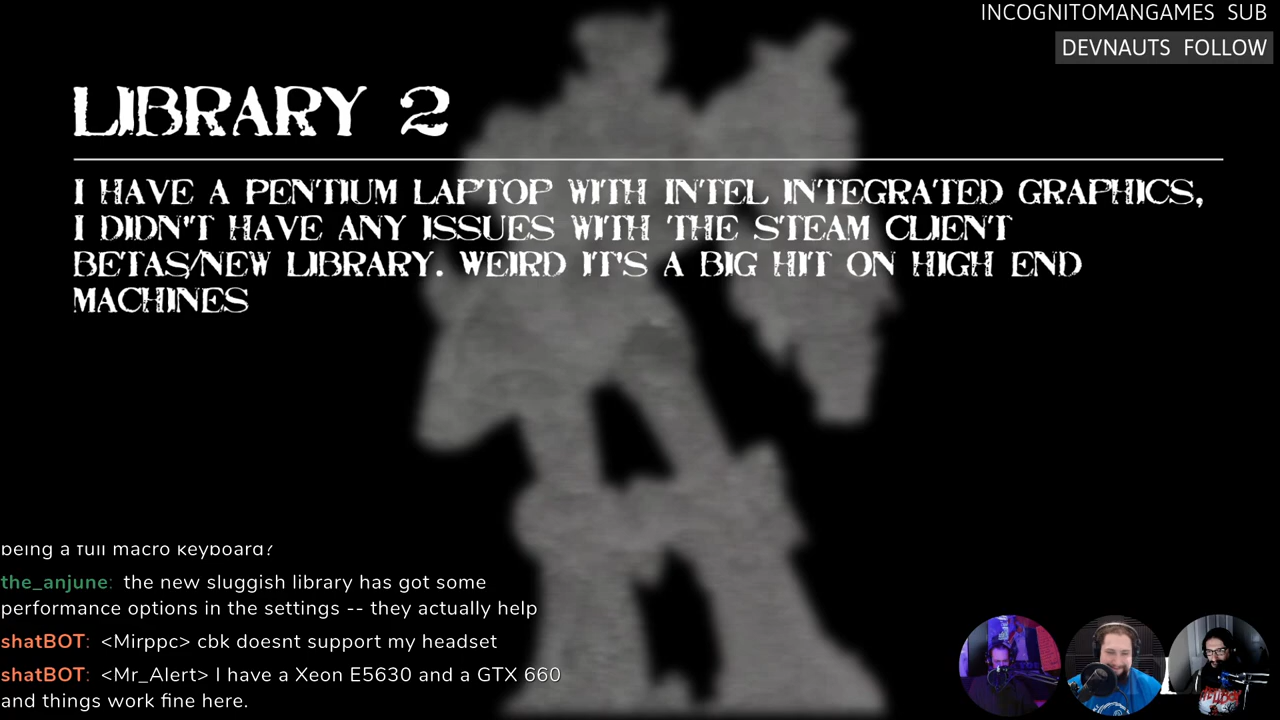 INCOGNITOMANGAMES SUB
DEVNAUTS FOLLOW
LIBRARY 2
I HAVE A PENTIUM LAPTOP WITH INTEL INTEGRATED GRAPHICS,
I DIDN'T HAVE ANY ISSUES WITH THE STEAM CLIENT
BETAS/NEW LIBRARY. WEIRD IT'S A BIG HIT ON HIGH END
MACHINES
being a full macro keyboard?
the_anjune: the new sluggish library has got some
performance options in the settings -- they actually help
shatBOT: <Mirppc> cbk doesnt support my headset
shatBOT: <Mr_Alert> I have a Xeon E5630 and a GTX 660
and things work fine here.